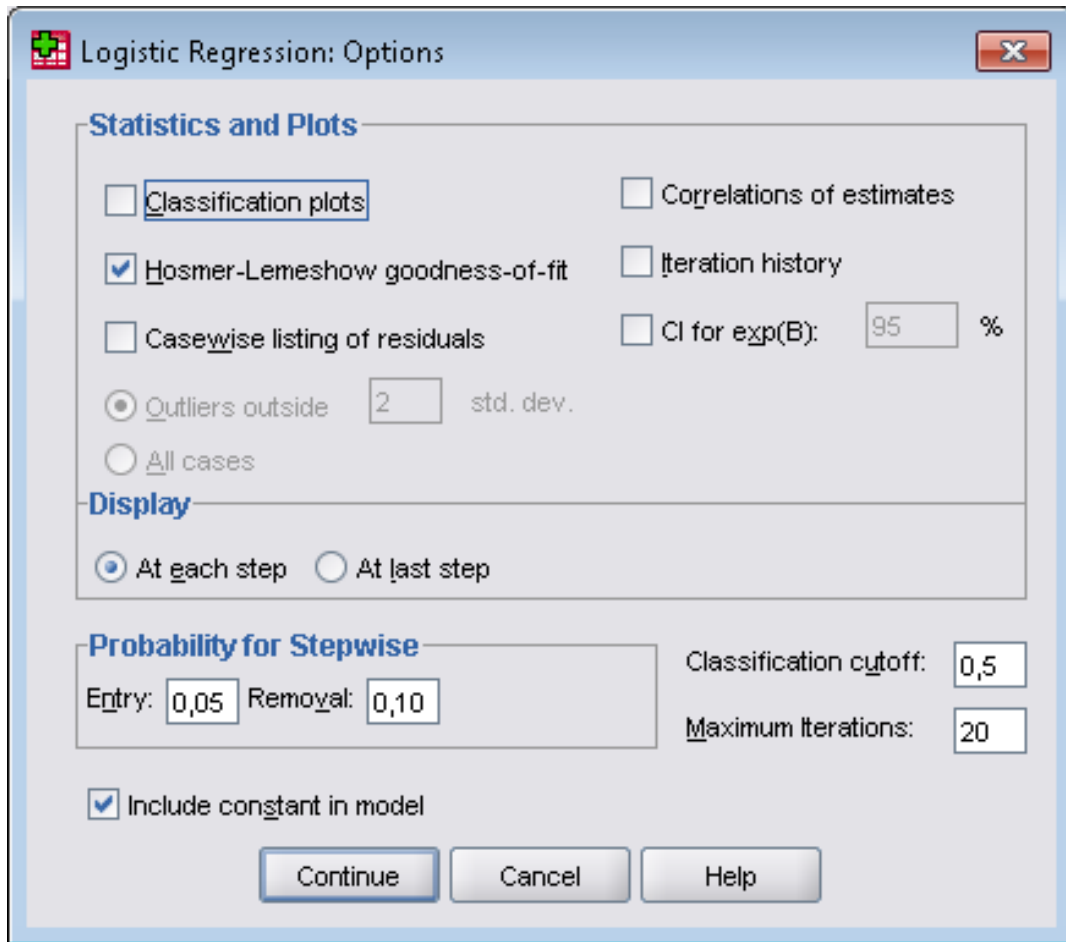 Logistic Regression: Options
Statistics and Plots
Classification plots
Correlations of estimates
Hosmer-Lemeshow goodness-of-fit
Iteration history
Casewise listing of residuals
CI for exp(B): 95 %
Outliers outside 2 std. dev.
All cases
Display
At each step At last step
Probability for Stepwise
Entry: 0,05 Removal: 0,10
Classification cutoff: 0,5
Maximum Iterations: 20
Include constant in model
Continue Cancel Help